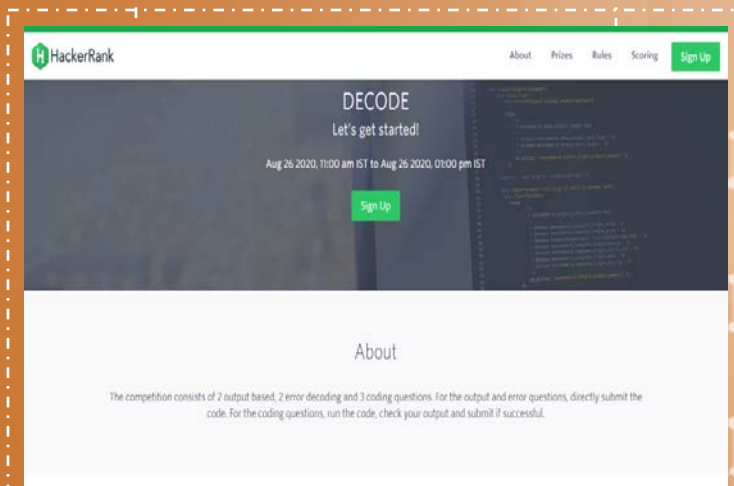 HackerRank
About Prizes Rules Scoring Sign Up
DECODE
Let's get started!
Aug 26 2020, 11:00 am IST to Aug 26 2020, 01:00 pm IST
Sign Up
About
The competition consists of 2 output based, 2 error decoding and 3 coding questions. For the output and error questions, directly submit the
code. For the coding questions, run the code, check your output and submit if successful.